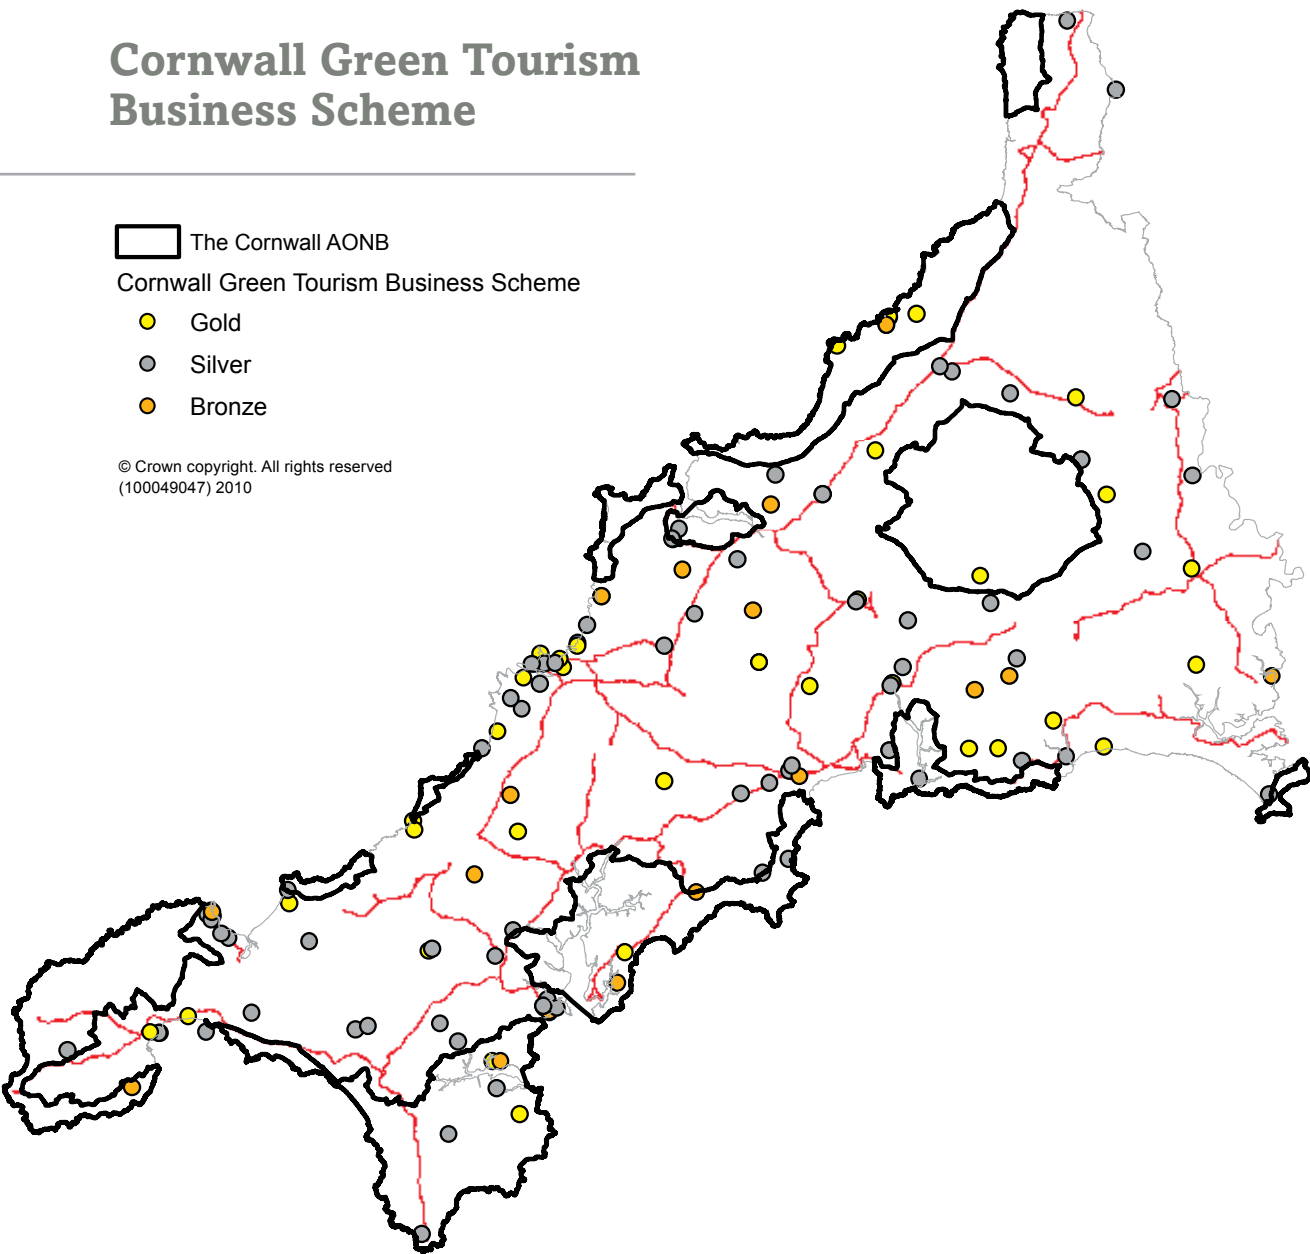 Cornwall Green Tourism
Business Scheme
The Cornwall AONB
Cornwall Green Tourism Business Scheme
Gold
Silver
Bronze
© Crown copyright. All rights reserved
(100049047) 2010